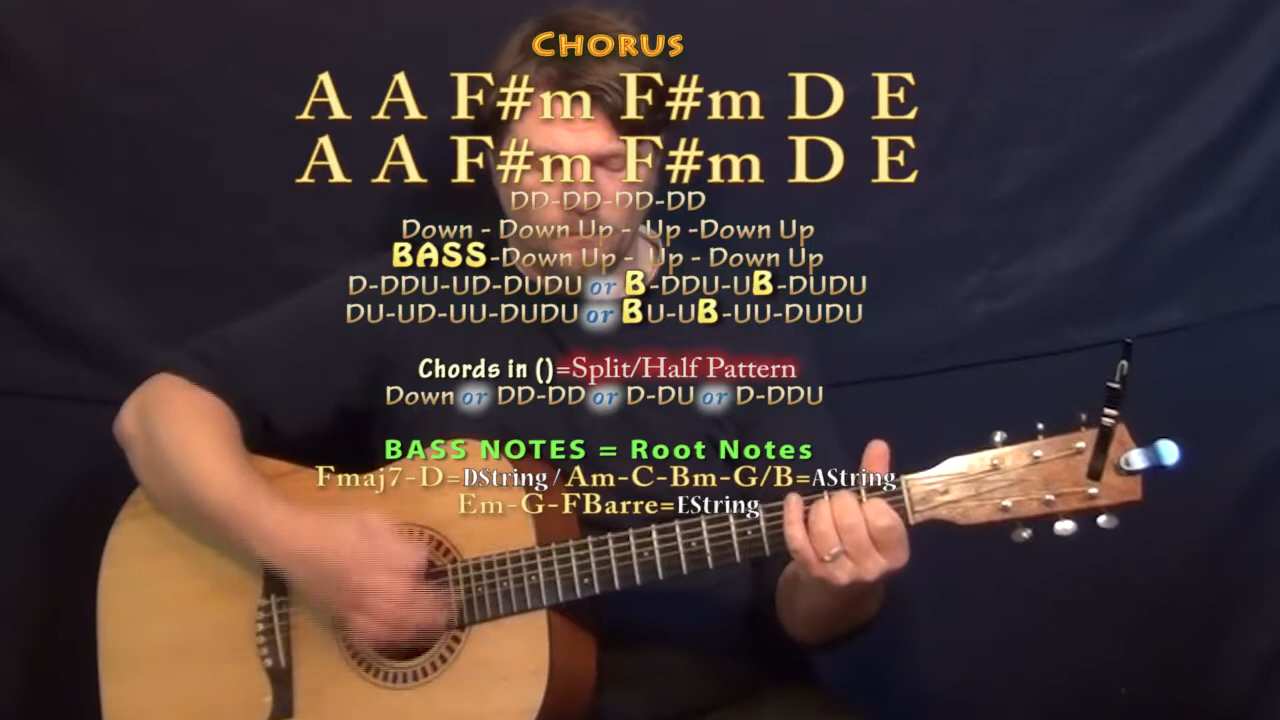 CHORUS
A A F#m F#m D E
A A F#m F#m D E
DD-DD-DD-DD
Down - Down Up - Up -Down Up
BASS-Down Up - Up - Down Up
D-DDU-UD-DUDU or B-DDU-UB-DUDU
DU-UD-UU-DUDU or BU-UB-UU-DUDU
Chords in ()=Split/Half Pattern
Down or DD-DD or D-DU or D-DDU
BASS NOTES = Root Notes
Fmaj7-D=DString/Am-C-Bm-G/B=AString
Em-G-FBarre=EString